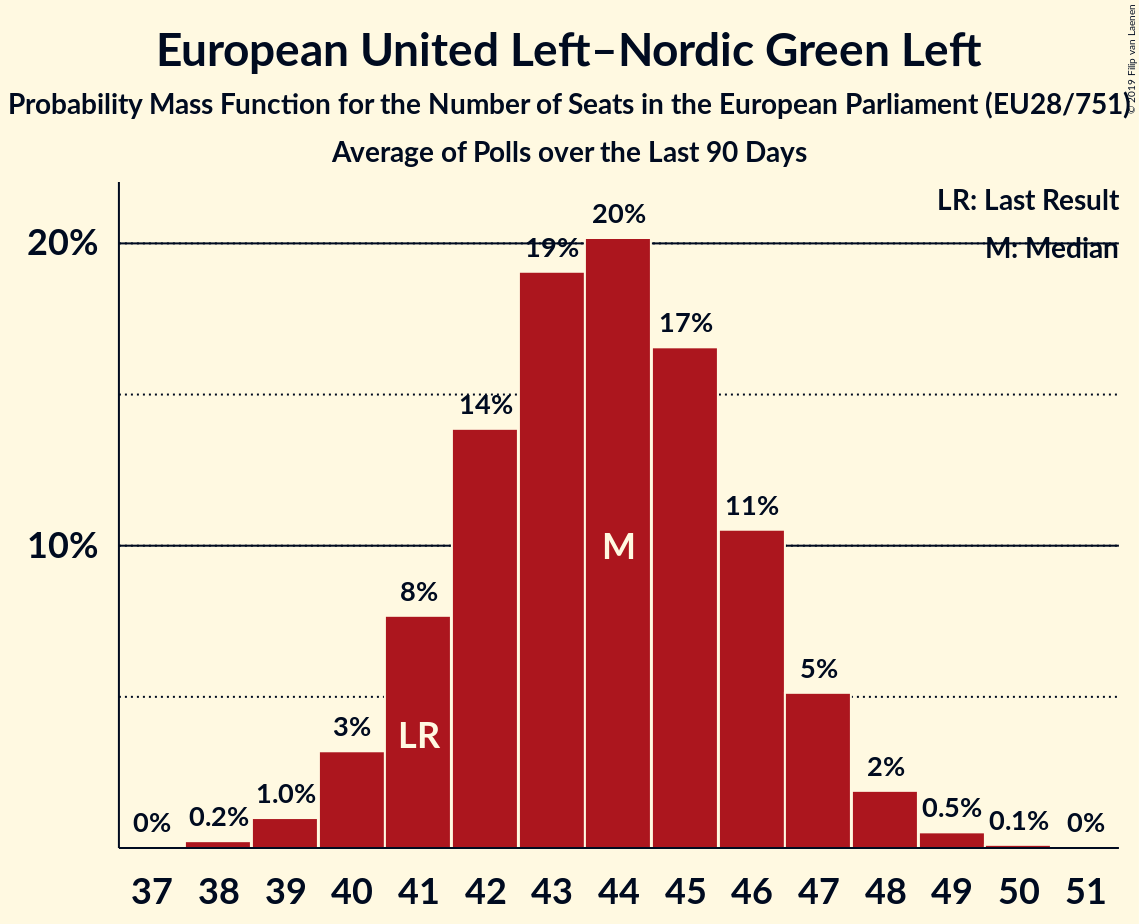 European United Left–Nordic Green Left
Probability Mass Function for the Number of Seats in the European Parliament (EU28/751)
Average of Polls over the Last 90 Days
© 2019 Filip van Laenen
LR: Last Result
M: Median
20%
10%
0%
0.2%
1.0%
3%
8%
14%
19%
20%
17%
11%
5%
2%
0.5%
0.1%
0%
LR
M
37 38 39 40 41 42 43 44 45 46 47 48 49 50 51